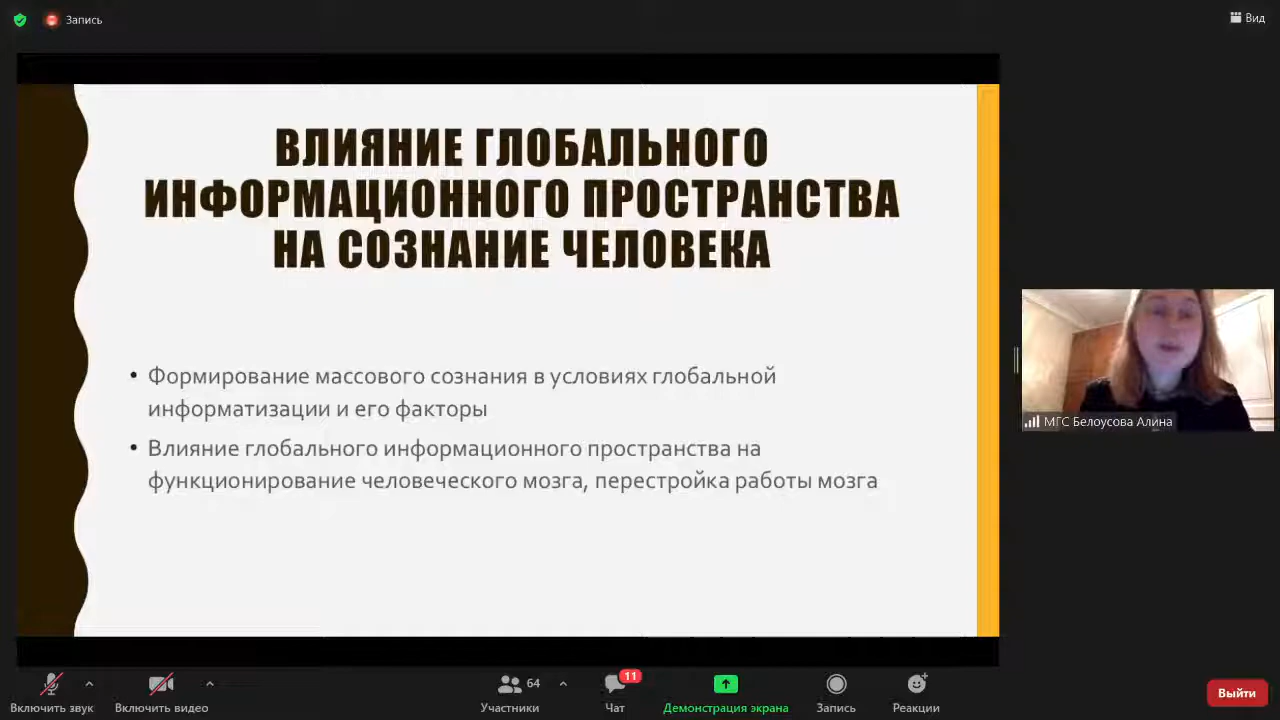 Запись
Вид
ВЛИЯНИЕ ГЛОБАЛЬНОГО
ИНФОРМАЦИОННОГО ПРОСТРАНСТВА
НА СОЗНАНИЕ ЧЕЛОВЕКА
• Формирование массового сознания в условиях глобальной
информатизации и его факторы
• Влияние глобального информационного пространства на
функционирование человеческого мозга, перестройка работы мозга
МГС Белоусова Алина
Включить звук
Включить видео
64
Участники
11
Чат
Демонстрация экрана
Запись
Реакции
Выйти